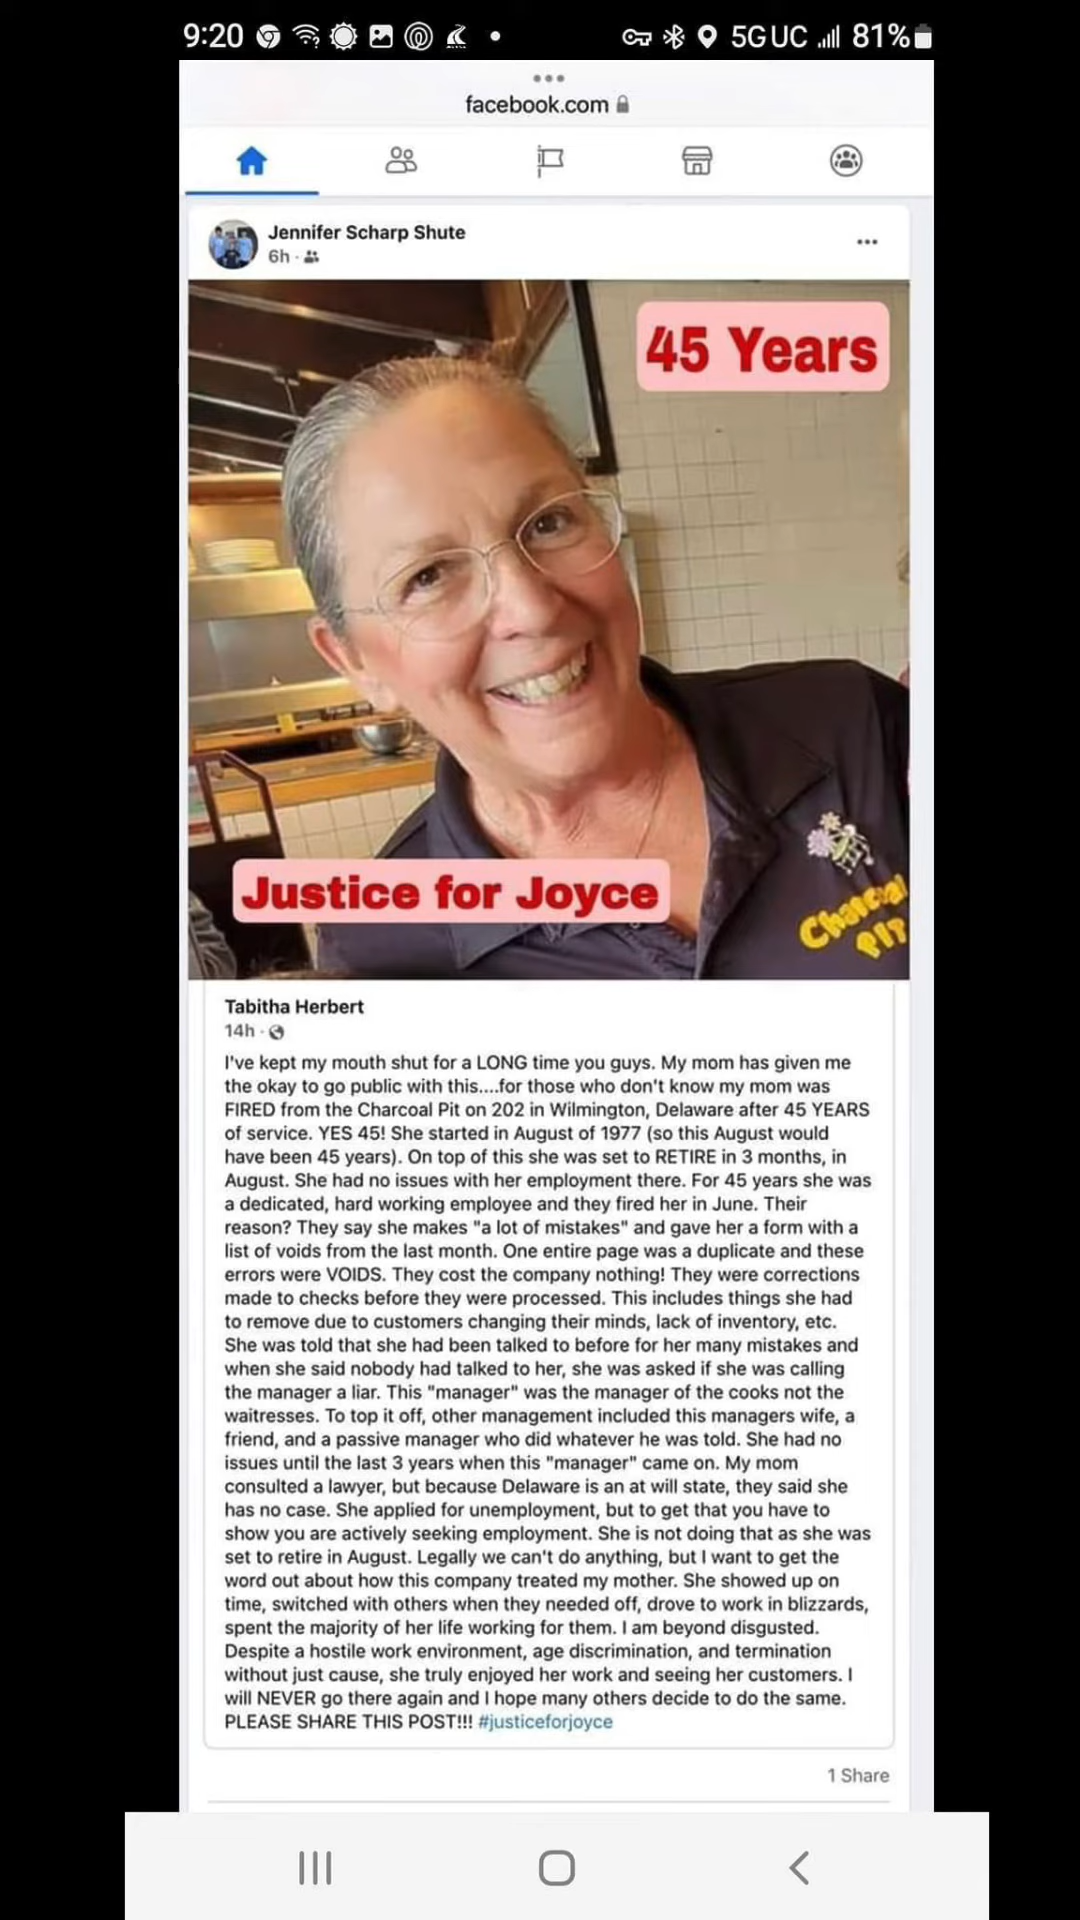 9:20
5G UC
81%
facebook.com
Jennifer Scharp Shute
6h
45 Years
Justice for Joyce
Charcoal
PIT
Tabitha Herbert
14h
I've kept my mouth shut for a LONG time you guys. My mom has given me
the okay to go public with this....for those who don't know my mom was
FIRED from the Charcoal Pit on 202 in Wilmington, Delaware after 45 YEARS
of service. YES 45! She started in August of 1977 (so this August would
have been 45 years). On top of this she was set to RETIRE in 3 months, in
August. She had no issues with her employment there. For 45 years she was
a dedicated, hard working employee and they fired her in June. Their
reason? They say she makes "a lot of mistakes" and gave her a form with a
list of voids from the last month. One entire page was a duplicate and these
errors were VOIDS. They cost the company nothing! They were corrections
made to checks before they were processed. This includes things she had
to remove due to customers changing their minds, lack of inventory, etc.
She was told that she had been talked to before for her many mistakes and
when she said nobody had talked to her, she was asked if she was calling
the manager a liar. This "manager" was the manager of the cooks not the
waitresses. To top it off, other management included this managers wife, a
friend, and a passive manager who did whatever he was told. She had no
issues until the last 3 years when this "manager" came on. My mom
consulted a lawyer, but because Delaware is an at will state, they said she
has no case. She applied for unemployment, but to get that you have to
show you are actively seeking employment. She is not doing that as she was
set to retire in August. Legally we can't do anything, but I want to get the
word out about how this company treated my mother. She showed up on
time, switched with others when they needed off, drove to work in blizzards,
spent the majority of her life working for them. I am beyond disgusted.
Despite a hostile work environment, age discrimination, and termination
without just cause, she truly enjoyed her work and seeing her customers. I
will NEVER go there again and I hope many others decide to do the same.
PLEASE SHARE THIS POST!!! #justiceforjoyce
1 Share